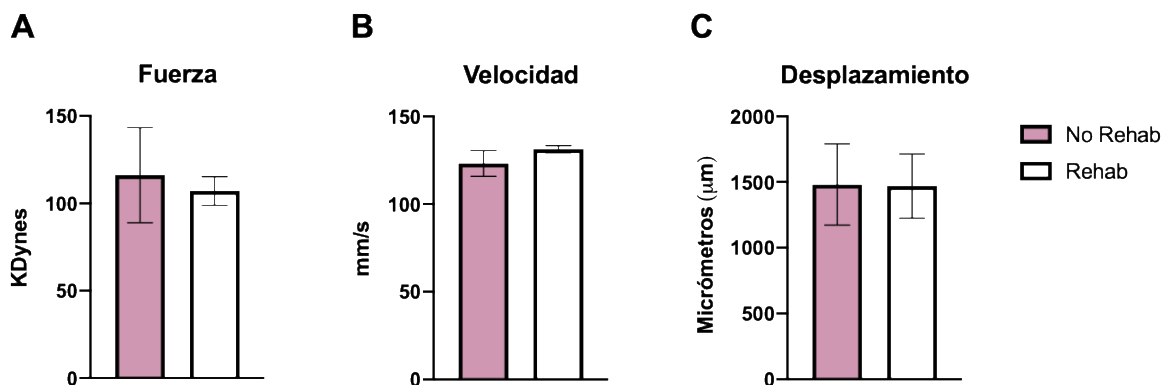 A
B
C
Fuerza
Velocidad
Desplazamiento
KDynes
150
100
50
0
mm/s
150
100
50
0
Micrómetros (μm)
2000
1500
1000
500
0
No Rehab
Rehab